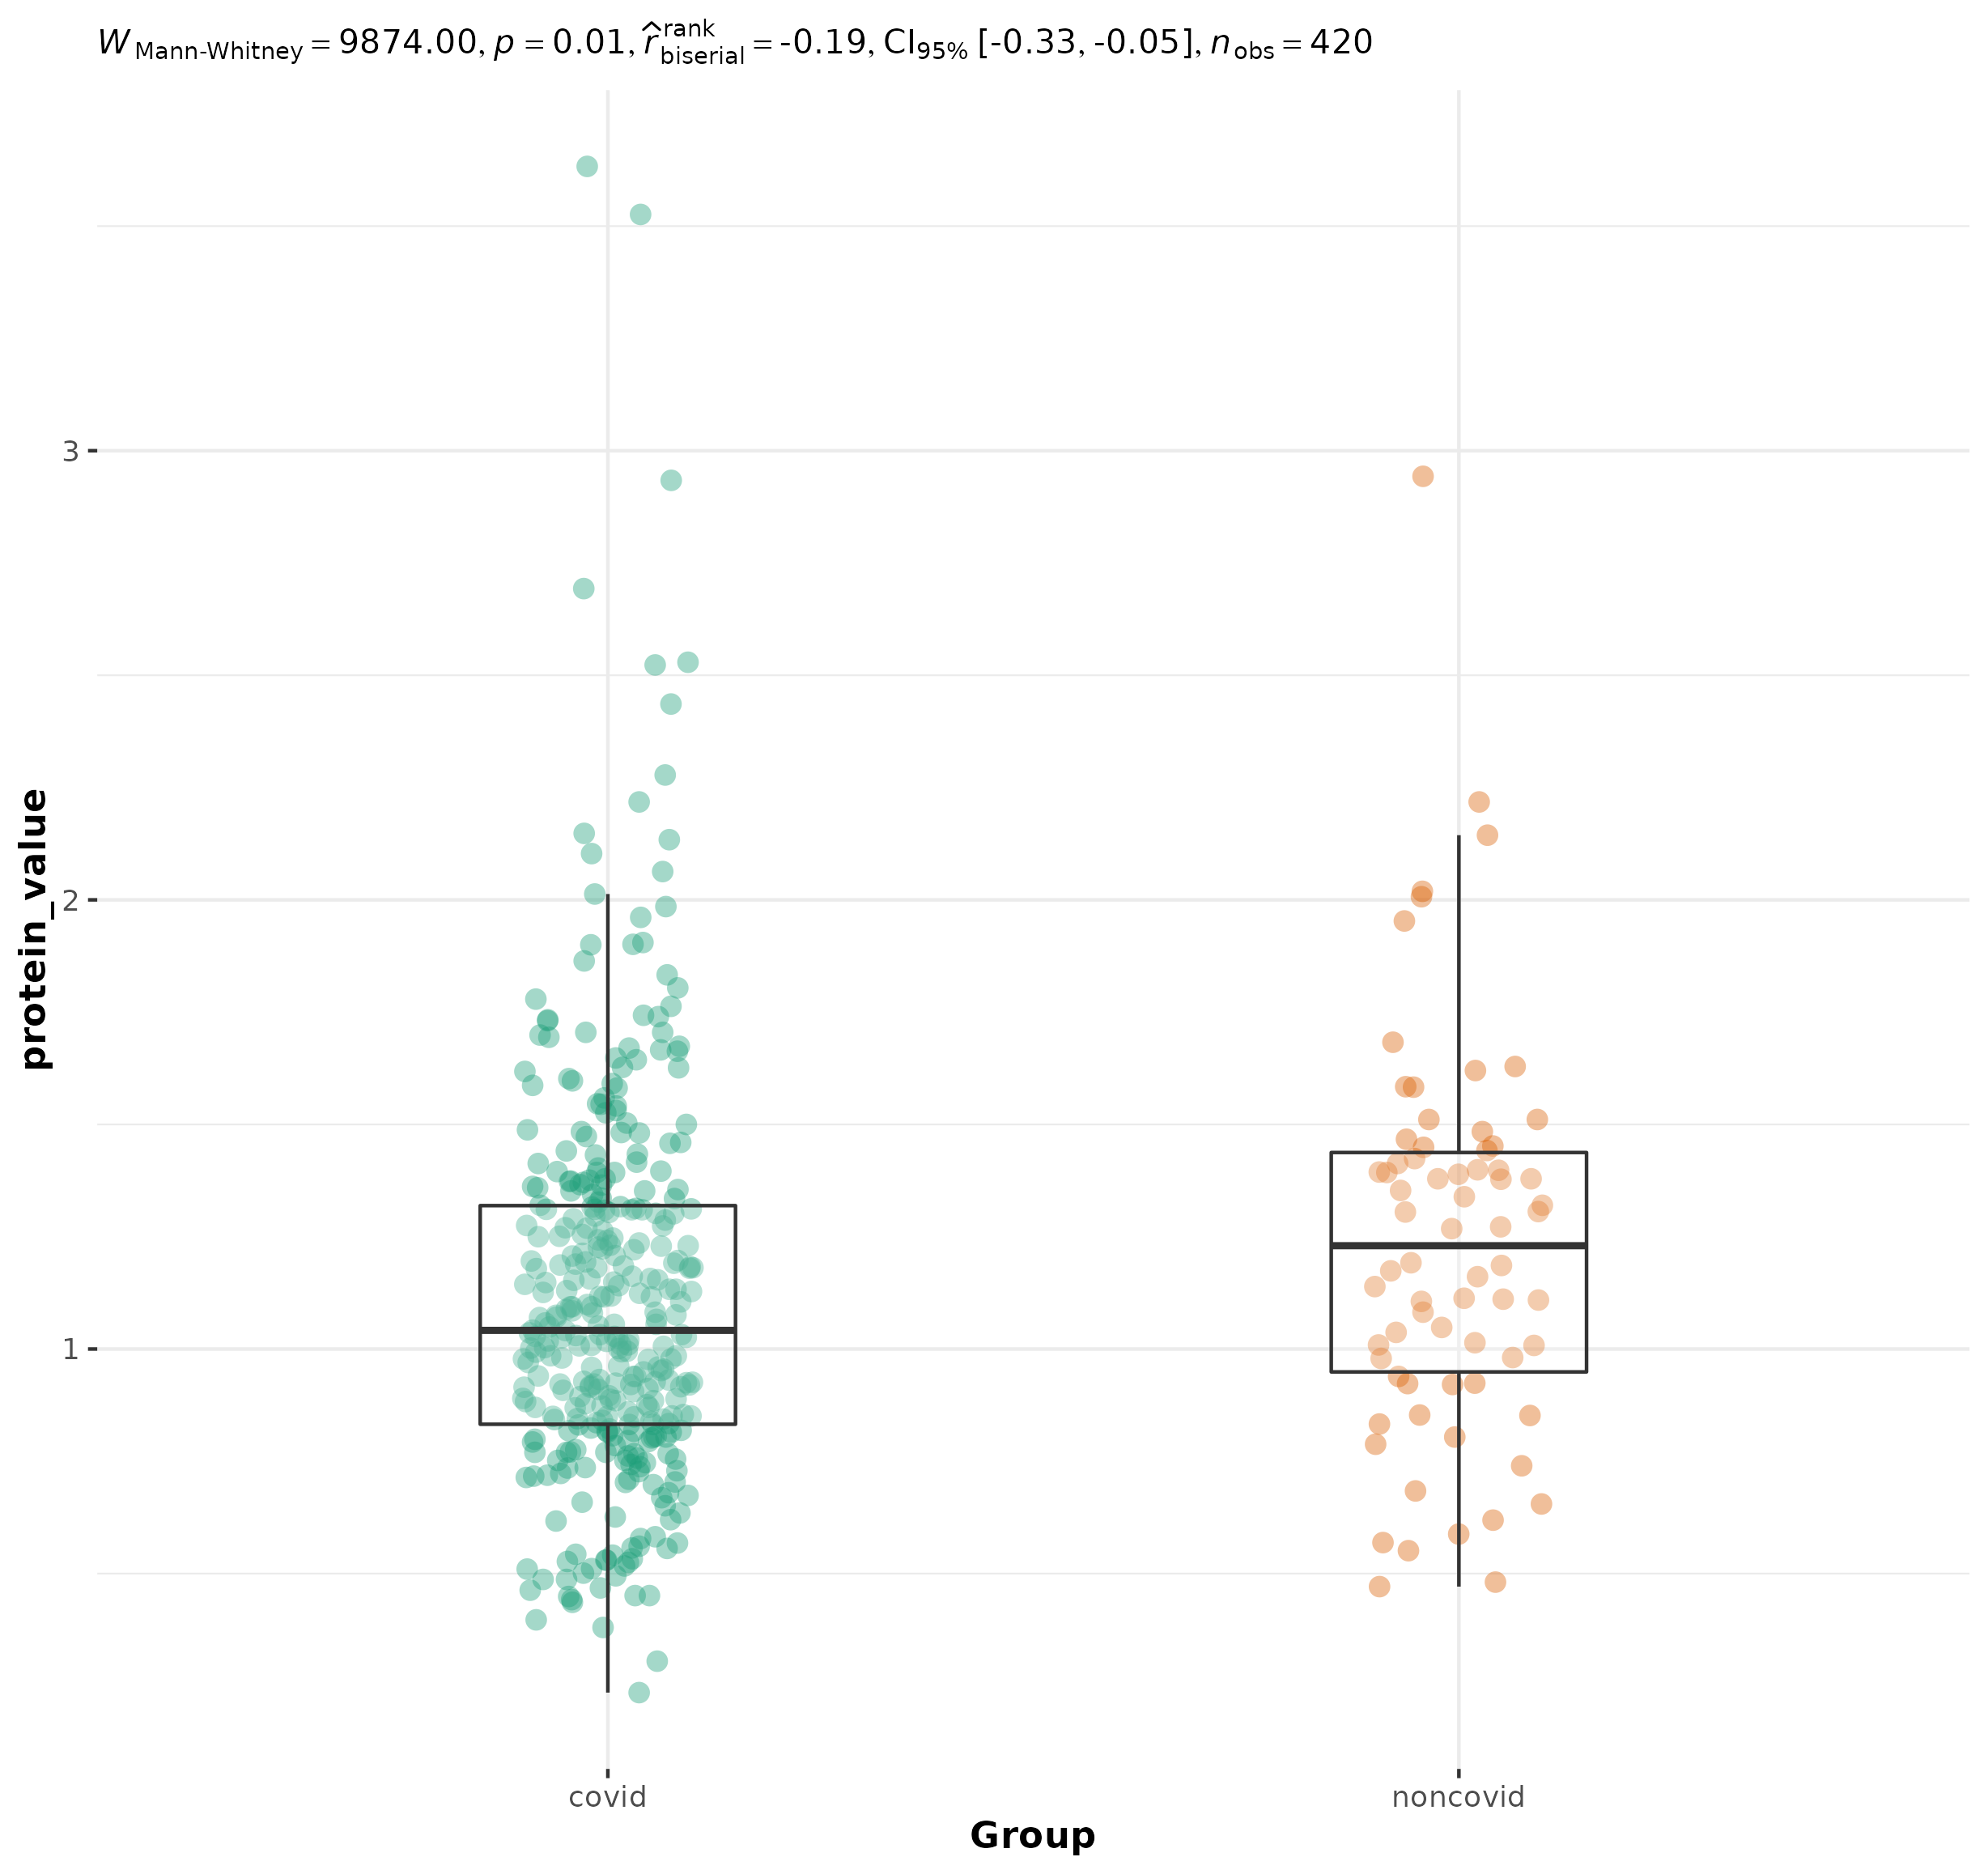 W Mann-Whitney = 9874.00, p = 0.01, r̂ rank biserial = -0.19, CI95% [-0.33, -0.05], nobs = 420
protein_value
3
2
1
covid noncovid
Group